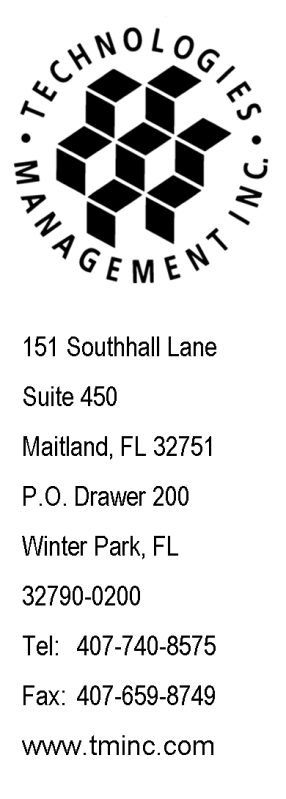 • TECHNOLOGIES •
MANAGEMENT INC.
151 Southhall Lane
Suite 450
Maitland, FL 32751
P.O. Drawer 200
Winter Park, FL
32790-0200
Tel: 407-740-8575
Fax: 407-659-8749
www.tminc.com